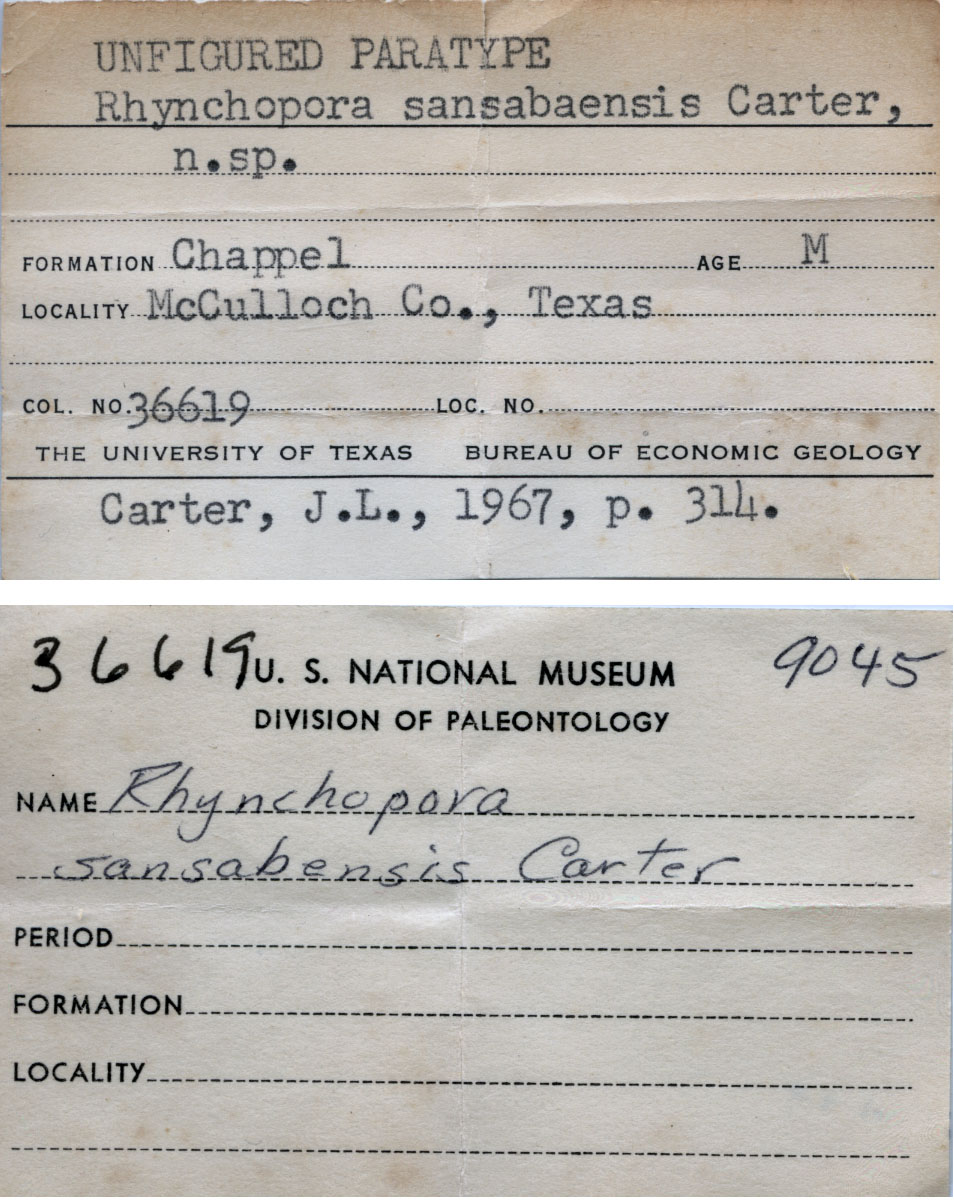 UNFIGURED PARATYPE
Rhynchopora sansabaensis Carter,
n.sp.
FORMATION Chappel AGE M
LOCALITY McCulloch Co., Texas
COL. NO. 36619 LOC. NO.
THE UNIVERSITY OF TEXAS BUREAU OF ECONOMIC GEOLOGY
Carter, J.L., 1967, p. 314.
36619 U. S. NATIONAL MUSEUM 9045
DIVISION OF PALEONTOLOGY
NAME Rhynchopora
sansabensis Carter
PERIOD
FORMATION
LOCALITY